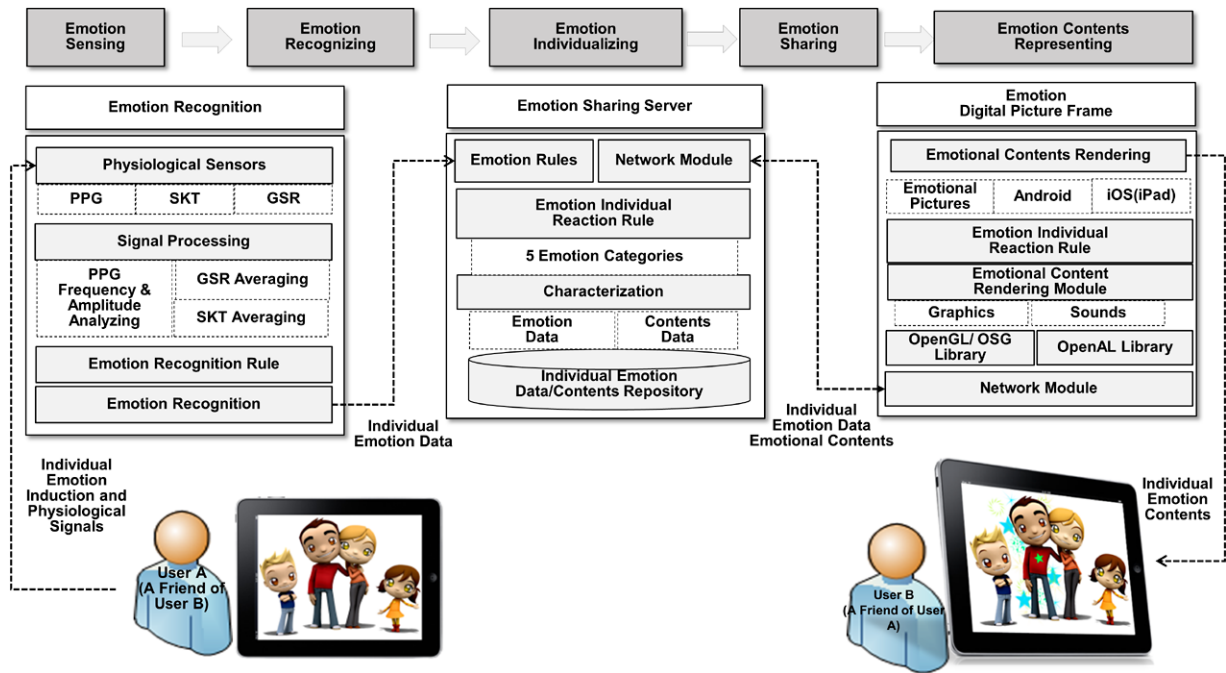 Emotion
Sensing
Emotion
Recognizing
Emotion
Individualizing
Emotion
Sharing
Emotion Contents
Representing
Emotion Recognition
Physiological Sensors
PPG
SKT
GSR
Signal Processing
PPG
Frequency &
Amplitude
Analyzing
GSR Averaging
SKT Averaging
Emotion Recognition Rule
Emotion Recognition
Emotion Sharing Server
Emotion Rules
Network Module
Emotion Individual
Reaction Rule
5 Emotion Categories
Characterization
Emotion
Data
Contents
Data
Individual Emotion
Data/Contents Repository
Emotion
Digital Picture Frame
Emotional Contents Rendering
Emotional
Pictures
Android
iOS(iPad)
Emotion Individual
Reaction Rule
Emotional Content
Rendering Module
Graphics
Sounds
OpenGL/ OSG
Library
OpenAL Library
Network Module
Individual
Emotion Data
Individual
Emotion Data
Emotional Contents
Individual
Emotion
Induction and
Physiological
Signals
Individual
Emotion
Contents
User A
(A Friend of
User B)
User B
(A Friend of User
A)